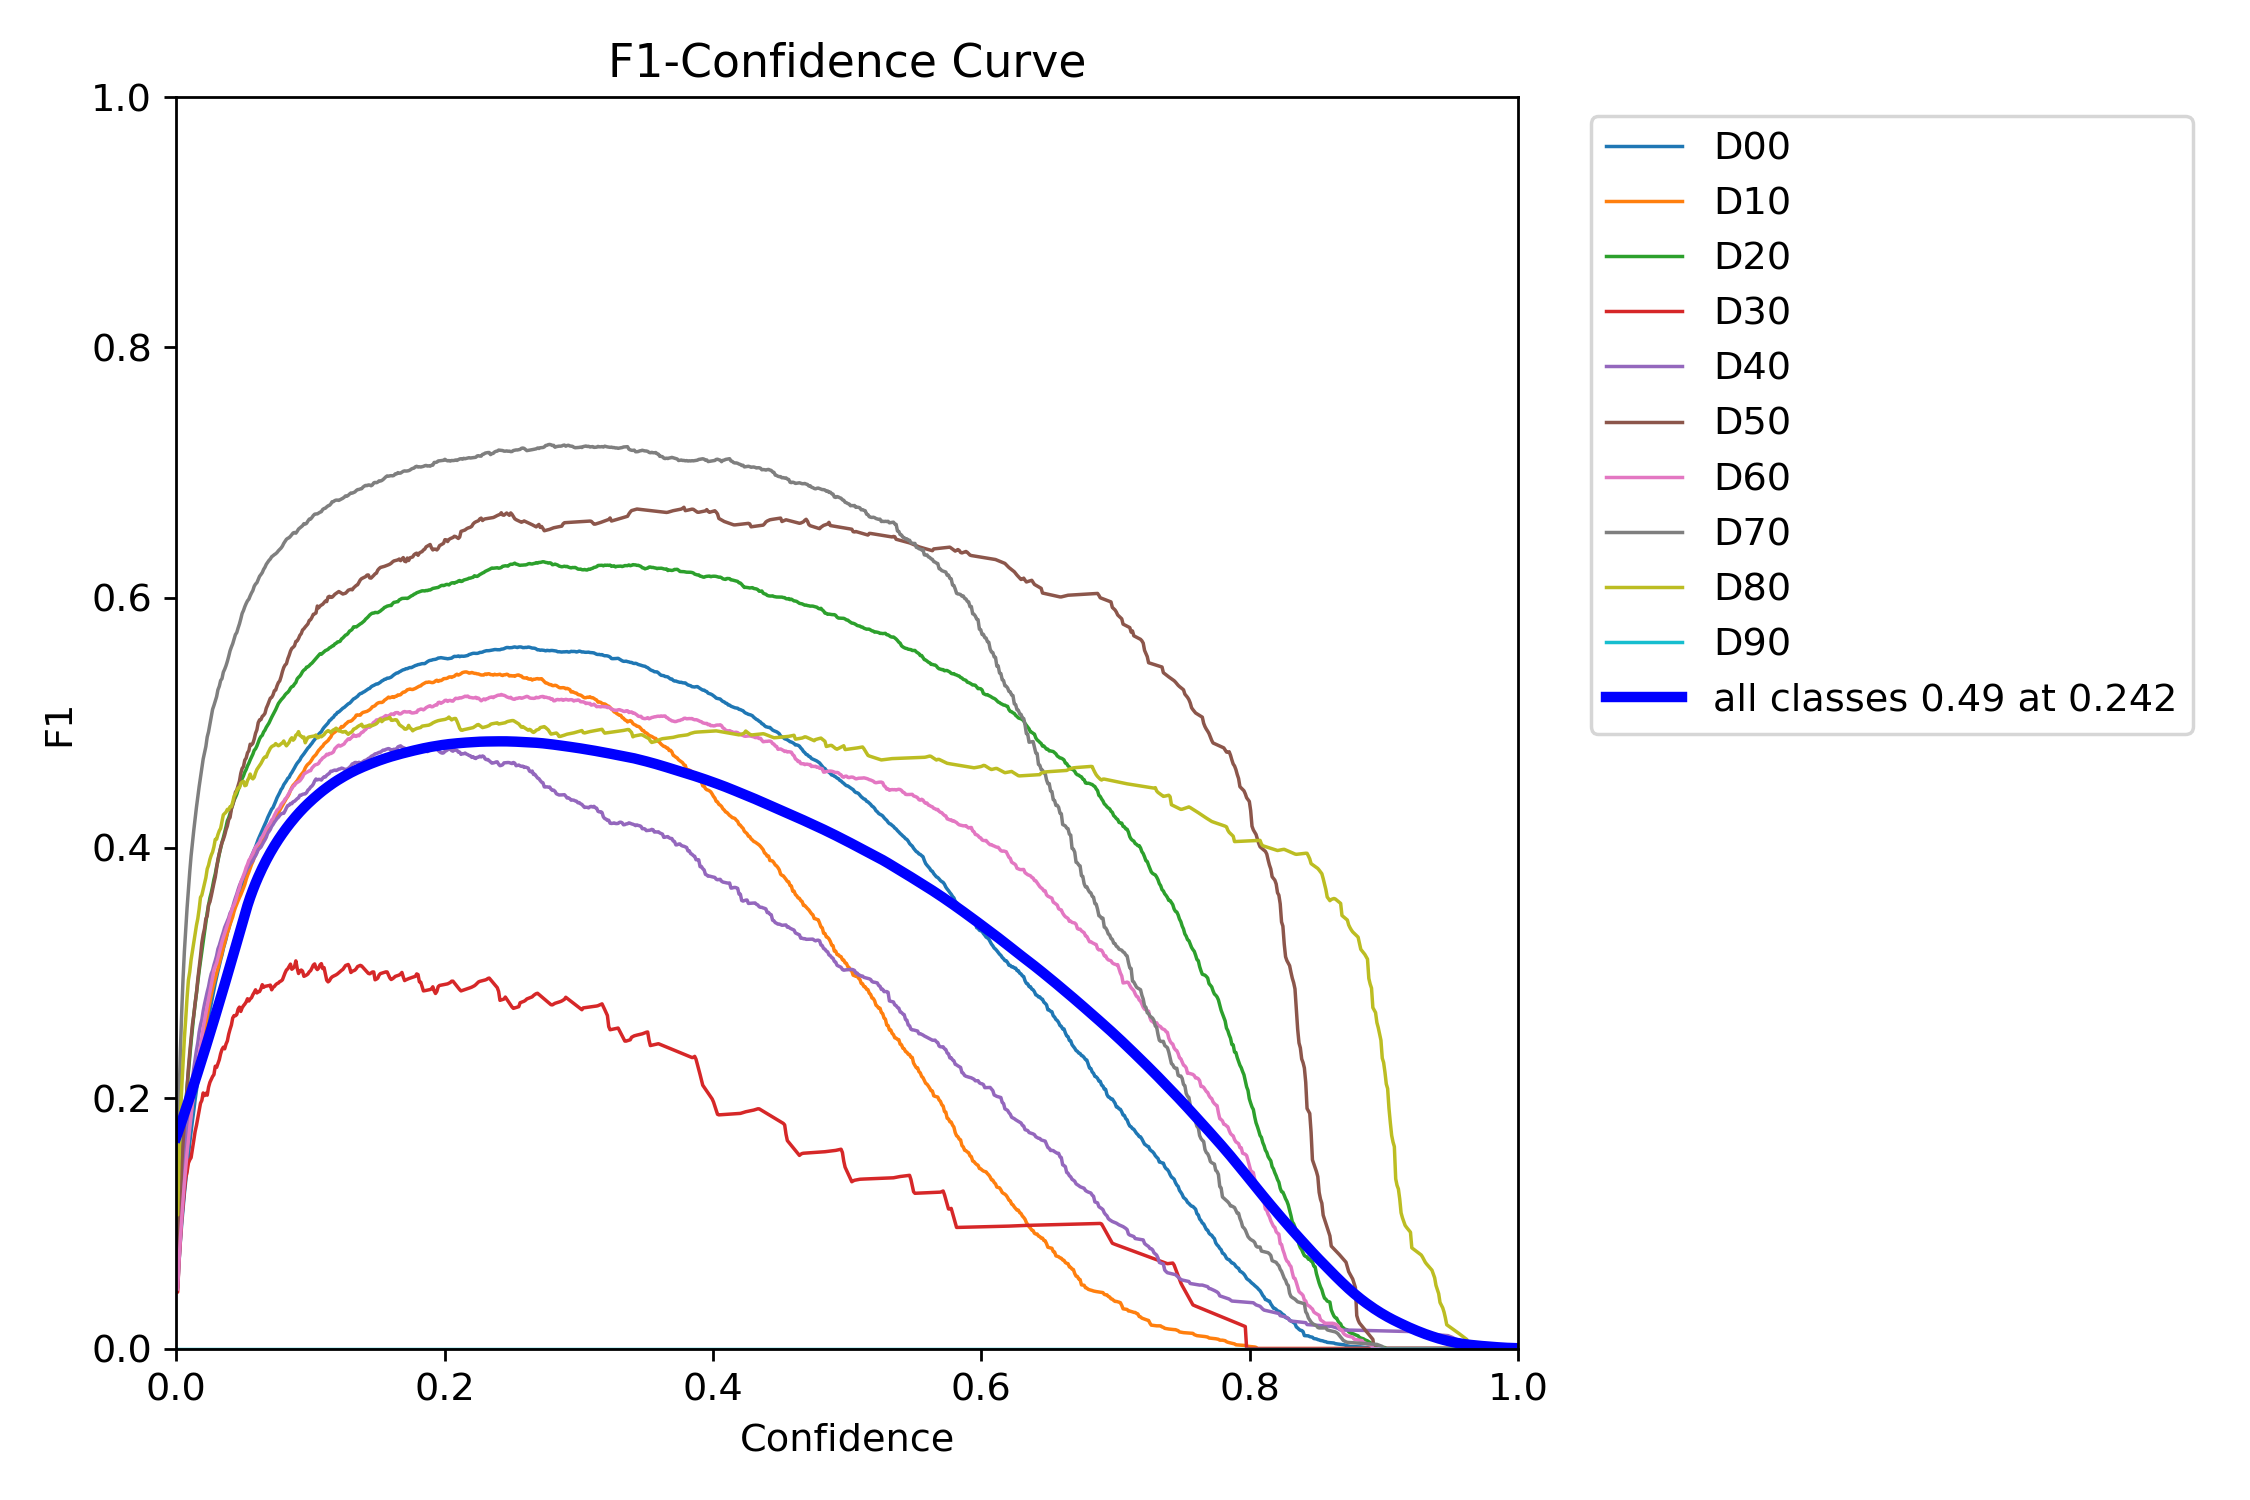 F1-Confidence Curve
1.0
0.8
0.6
0.4
0.2
0.0
F1
0.0 0.2 0.4 0.6 0.8 1.0
Confidence
D00
D10
D20
D30
D40
D50
D60
D70
D80
D90
all classes 0.49 at 0.242